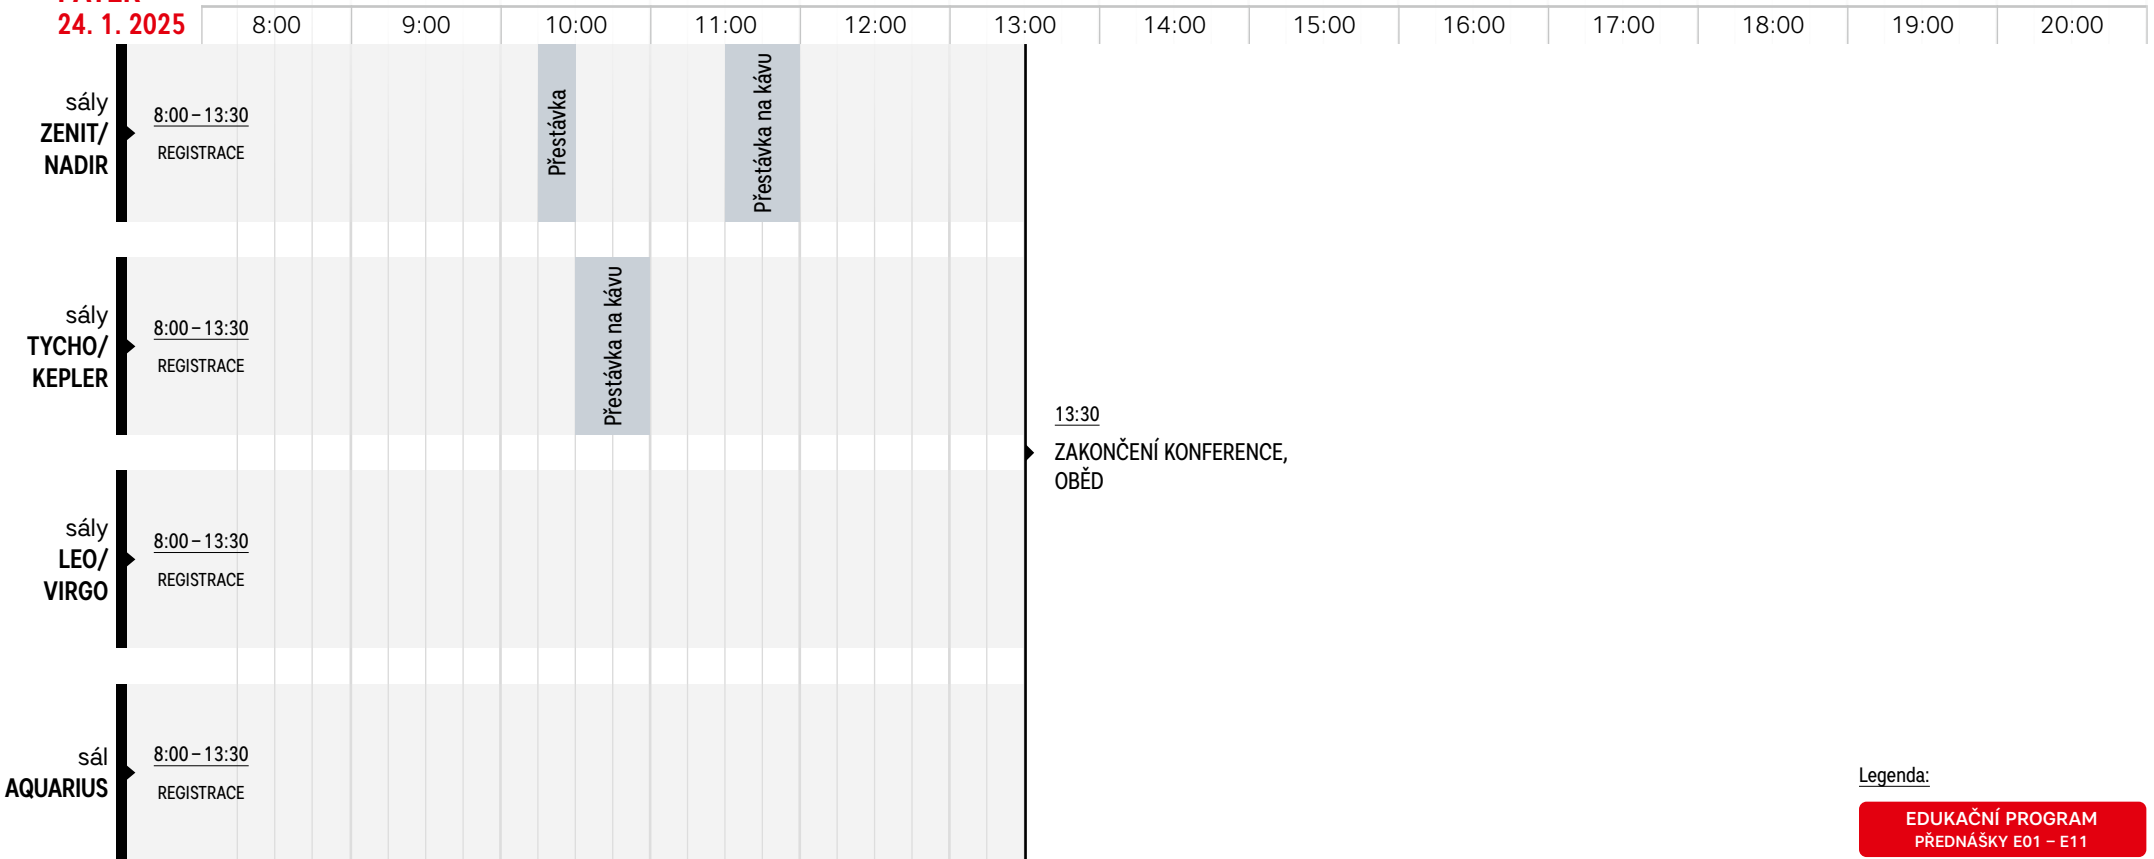 24. 1. 2025
8:00 9:00 10:00 11:00 12:00 13:00 14:00 15:00 16:00 17:00 18:00 19:00 20:00
sály
ZENIT/
NADIR
8:00 – 13:30
REGISTRACE
Přestávka
Přestávka na kávu
sály
TYCHO/
KEPLER
8:00 – 13:30
REGISTRACE
Přestávka na kávu
13:30
ZAKONČENÍ KONFERENCE,
OBĚD
sály
LEO/
VIRGO
8:00 – 13:30
REGISTRACE
sál
AQUARIUS
8:00 – 13:30
REGISTRACE
Legenda:
EDUKAČNÍ PROGRAM
PŘEDNÁŠKY E01 – E11